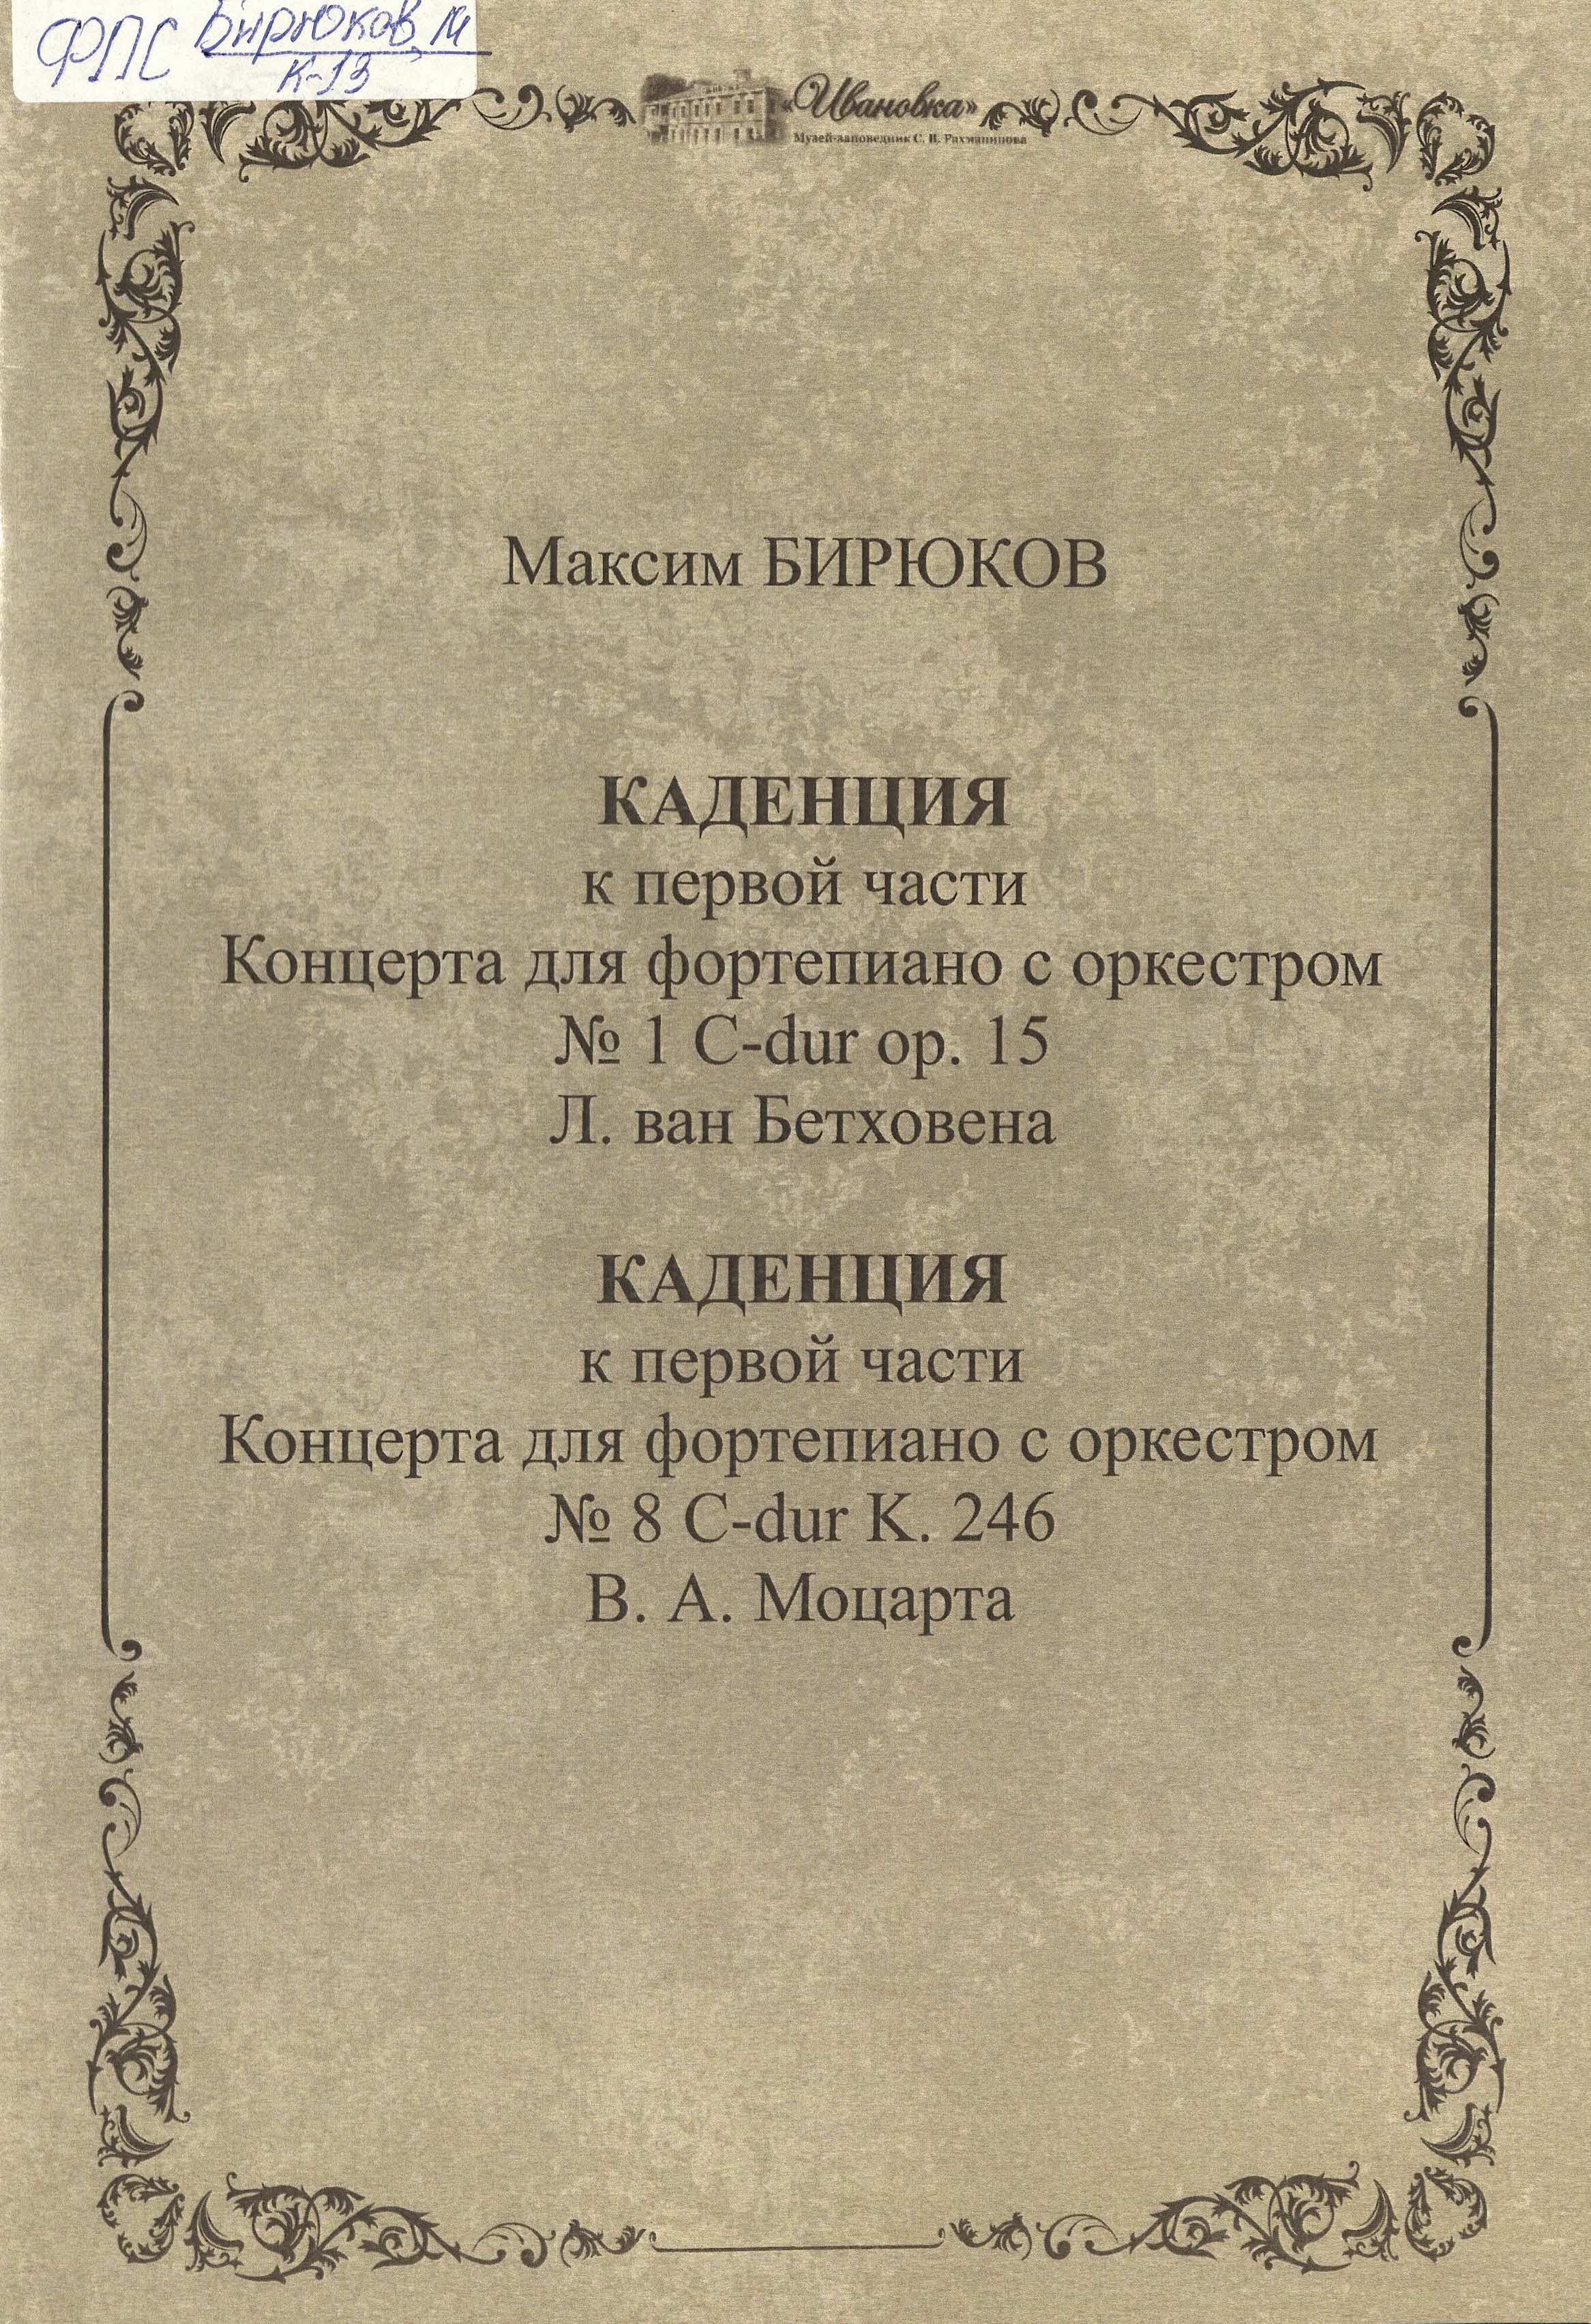 ФПС Бирюков, М
К-13
«Ивановка»
Музей-заповедник С. В. Рахманинова
Максим БИРЮКОВ
КАДЕНЦИЯ
к первой части
Концерта для фортепиано с оркестром
№ 1 C-dur op. 15
Л. ван Бетховена
КАДЕНЦИЯ
к первой части
Концерта для фортепиано с оркестром
№ 8 C-dur K. 246
В. А. Моцарта